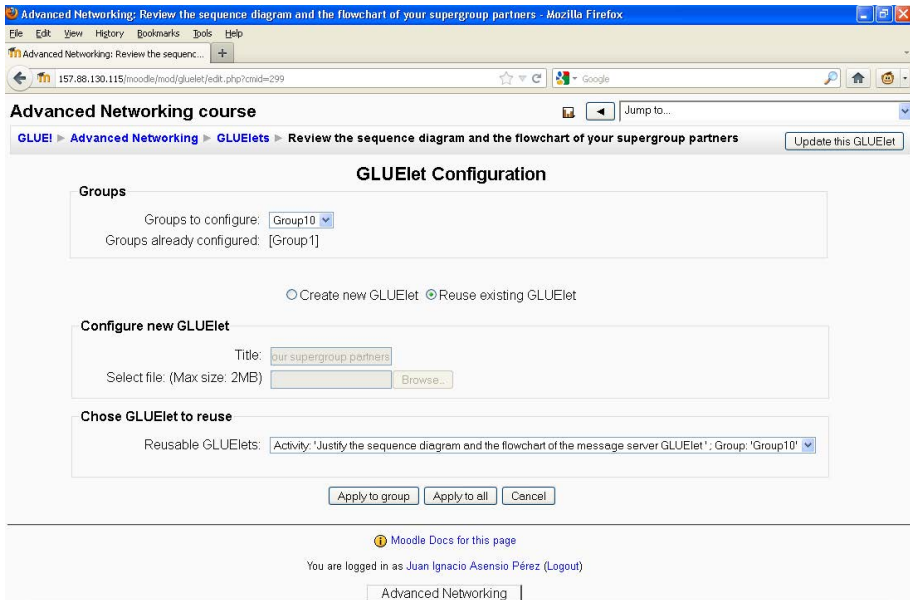 Advanced Networking: Review the sequence diagram and the flowchart of your supergroup partners - Mozilla Firefox
File Edit View History Bookmarks Tools Help
Advanced Networking: Review the sequenc... +
157.88.130.115/moodle/mod/gluelet/edit.php?cmid=299 Google
Advanced Networking course Jump to...
GLUE! ► Advanced Networking ► GLUElets ► Review the sequence diagram and the flowchart of your supergroup partners Update this GLUElet
GLUElet Configuration
Groups
Groups to configure: Group10
Groups already configured: [Group1]
Create new GLUElet Reuse existing GLUElet
Configure new GLUElet
Title: our supergroup partners
Select file: (Max size: 2MB) Browse..
Chose GLUElet to reuse
Reusable GLUElets: Activity: 'Justify the sequence diagram and the flowchart of the message server GLUElet' ; Group: 'Group10'
Apply to group Apply to all Cancel
Moodle Docs for this page
You are logged in as Juan Ignacio Asensio Pérez (Logout)
Advanced Networking